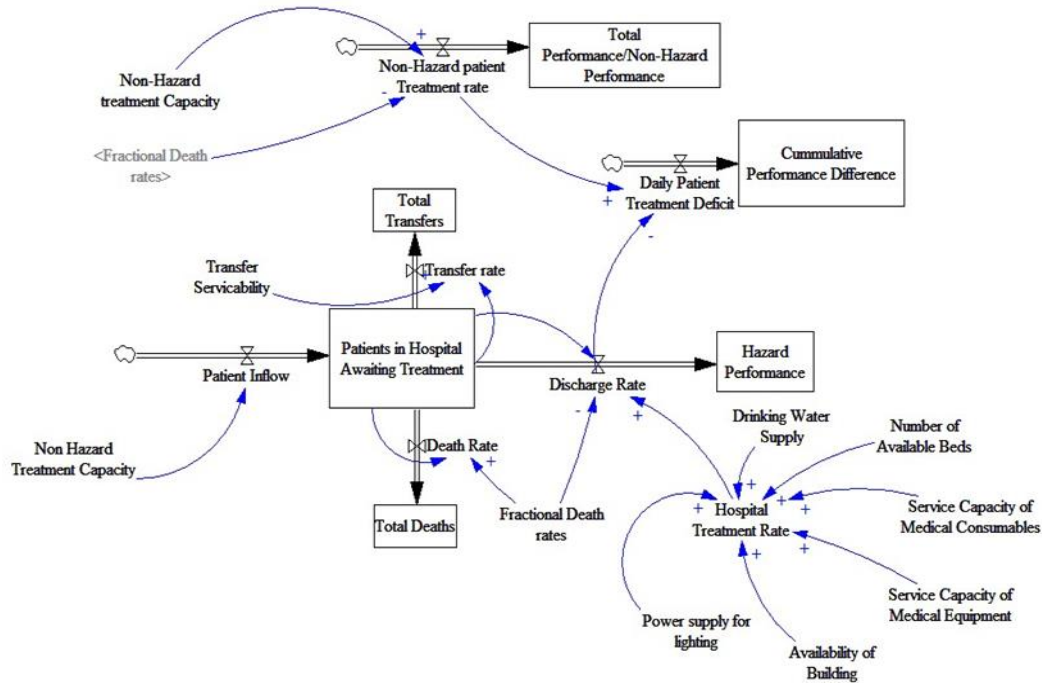 Total
Performance/Non-Hazard
Performance
+
Non-Hazard patient
Treatment rate
-
Non-Hazard
treatment Capacity
<Fractional Death
rates>
Cummulative
Performance Difference
Daily Patient
Treatment Deficit
+
-
Total
Transfers
Transfer
Servicability
+
Transfer rate
Patients in Hospital
Awaiting Treatment
Patient Inflow
Discharge Rate
-
+
Hazard
Performance
Non Hazard
Treatment Capacity
Death Rate
+
Total Deaths
Fractional Death
rates
Drinking Water
Supply
Number of
Available Beds
+
+
+
+
Hospital
Treatment Rate
+
+
Service Capacity of
Medical Consumables
Service Capacity of
Medical Equipment
Power supply for
lighting
Availability of
Building